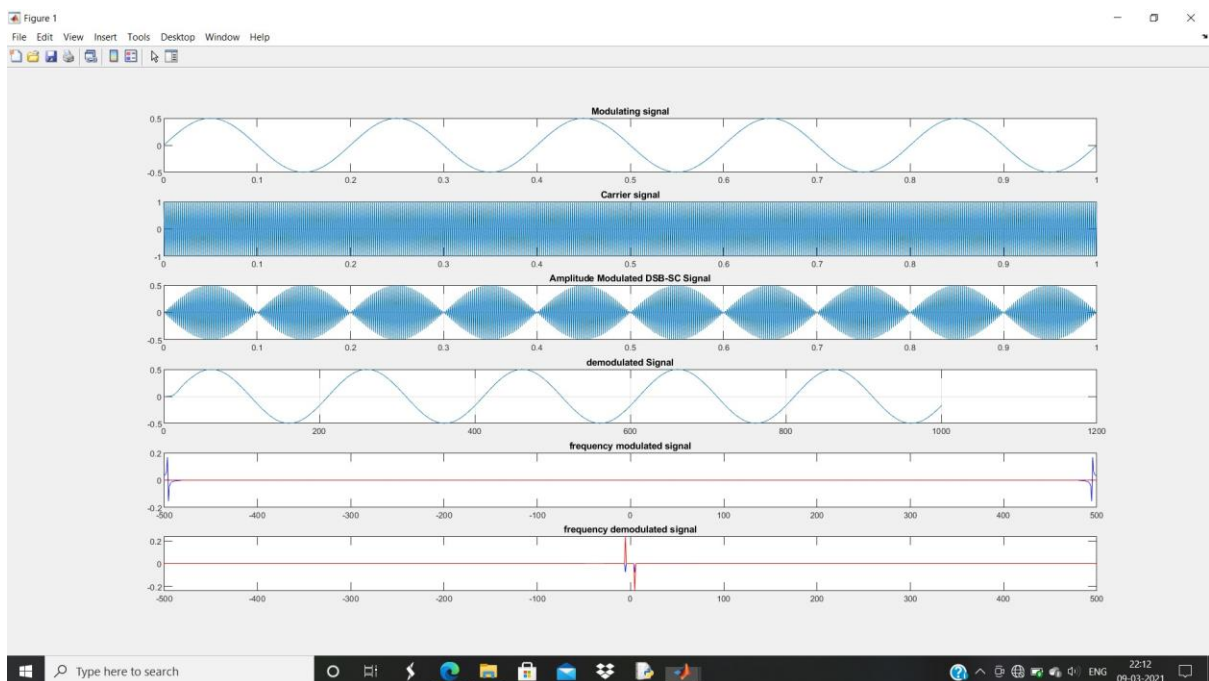 Figure 1
File Edit View Insert Tools Desktop Window Help
Modulating signal
0.5
0
-0.5
0 0.1 0.2 0.3 0.4 0.5 0.6 0.7 0.8 0.9 1
Carrier signal
1
0
-1
0 0.1 0.2 0.3 0.4 0.5 0.6 0.7 0.8 0.9 1
Amplitude Modulated DSB-SC Signal
0.5
0
-0.5
0 0.1 0.2 0.3 0.4 0.5 0.6 0.7 0.8 0.9 1
demodulated Signal
0.5
0
-0.5
0 200 400 600 800 1000 1200
frequency modulated signal
0.2
0
-0.2
-500 -400 -300 -200 -100 0 100 200 300 400 500
frequency demodulated signal
0.2
0
-0.2
-500 -400 -300 -200 -100 0 100 200 300 400 500
Type here to search
ENG
22:12
09-03-2021